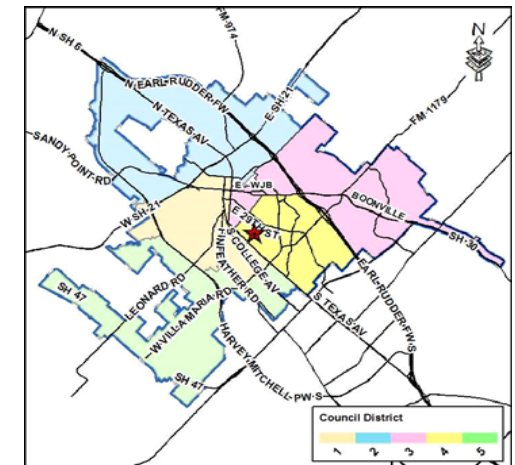 N SH 6
FM-974
N
N EARL-RUDDER-FW
E-SH-21
N-TEXAS-AV
FM-1179
SANDY-POINT-RD
E-WJB
BOONVILLE
W-SH-21
E 29TH ST
SH-30
S COLLEGE-AV
FINFEATHER-RD
SH 47
LEONARD RD
W-VILLA-MARIA-RD
S TEXAS-AV
EARL-RUDDER-FW-S
SH 47
HARVEY-MITCHELL-PW-S
Council District
1 2 3 4 5